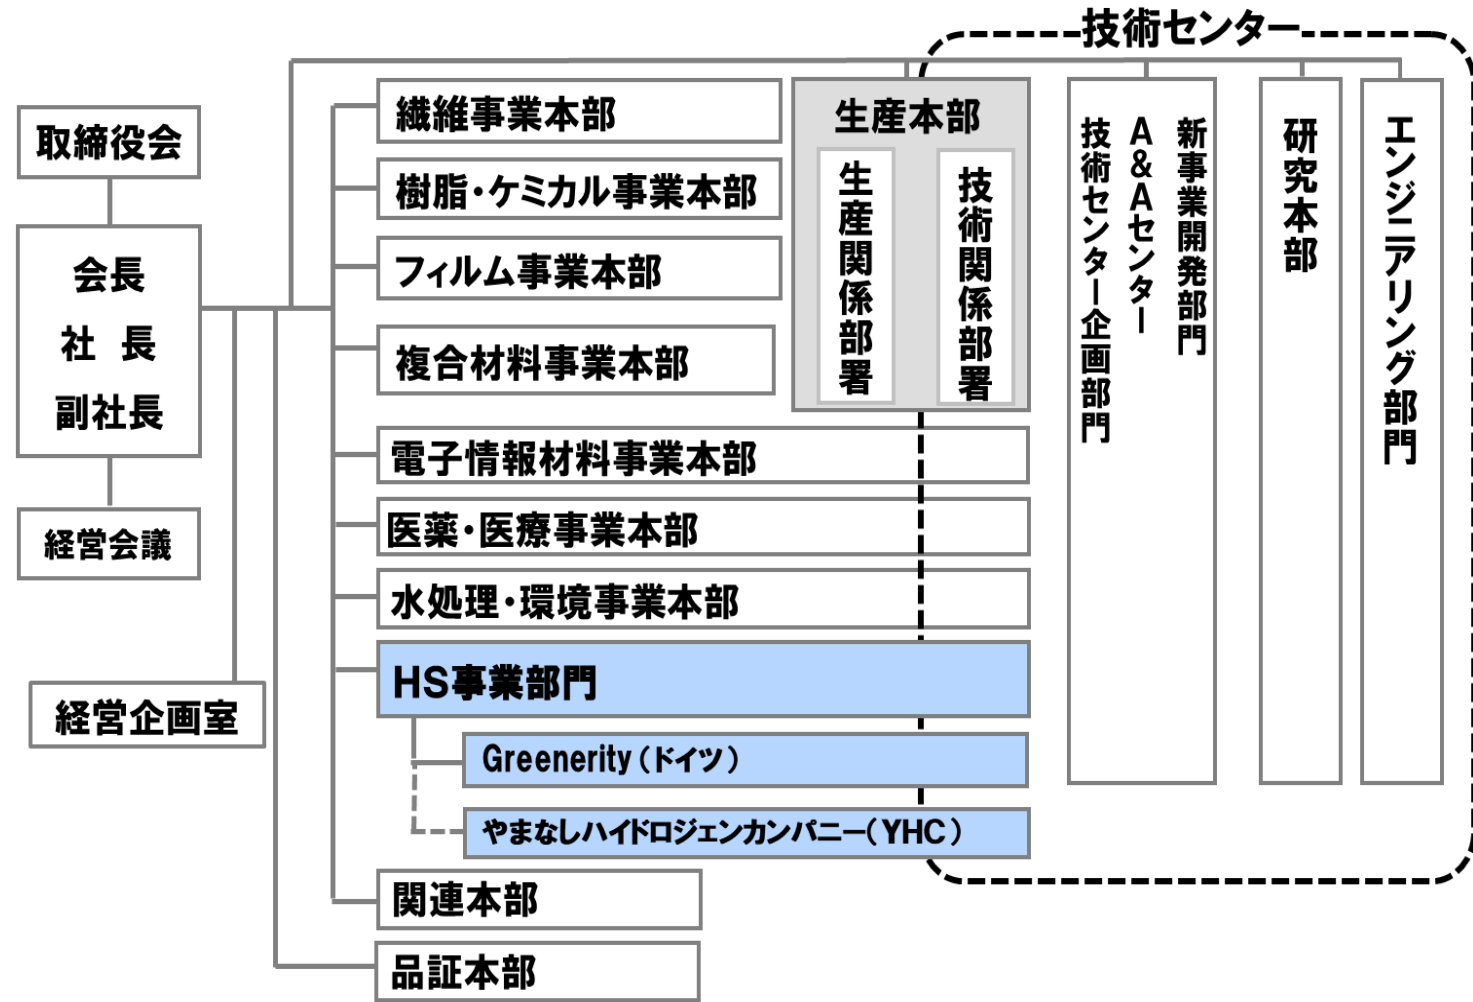 技術センター
取締役会
会長
社 長
副社長
経営会議
経営企画室
繊維事業本部
樹脂・ケミカル事業本部
フィルム事業本部
複合材料事業本部
生産本部
生産関係部署
技術関係部署
電子情報材料事業本部
医薬・医療事業本部
水処理・環境事業本部
HS事業部門
Greenerity(ドイツ)
やまなしハイドロジェンカンパニー(YHC)
関連本部
品証本部
新事業開発部門
A&Aセンター
技術センター企画部門
研究本部
エンジニアリング部門